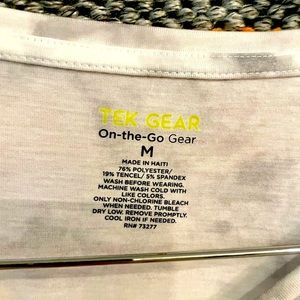 TEK GEAR
On-the-Go Gear
M
MADE IN HAITI
76% POLYESTER/
19% TENCEL/ 5% SPANDEX
WASH BEFORE WEARING.
MACHINE WASH COLD WITH
LIKE COLORS.
ONLY NON-CHLORINE BLEACH
WHEN NEEDED. TUMBLE
DRY LOW. REMOVE PROMPTLY.
COOL IRON IF NEEDED.
RN# 73277